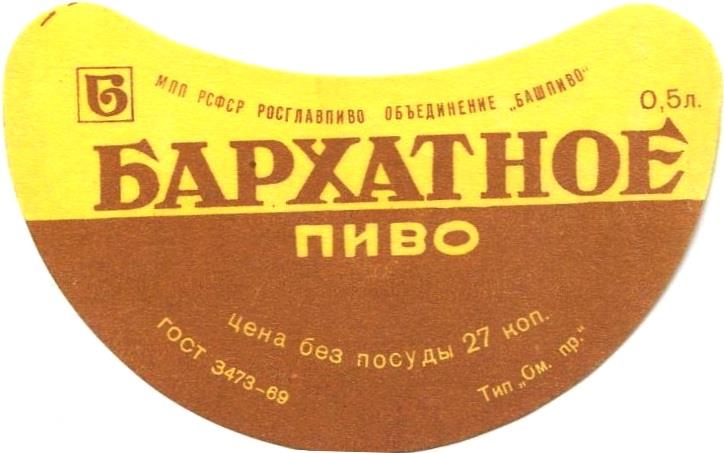 Б
МПП РСФСР РОСГЛАВПИВО ОБЪЕДИНЕНИЕ „БАШПИВО“
0,5л.
БАРХАТНОЕ
ПИВО
цена без посуды 27 коп.
ГОСТ 3473-69
Тип „Ом. пр.“